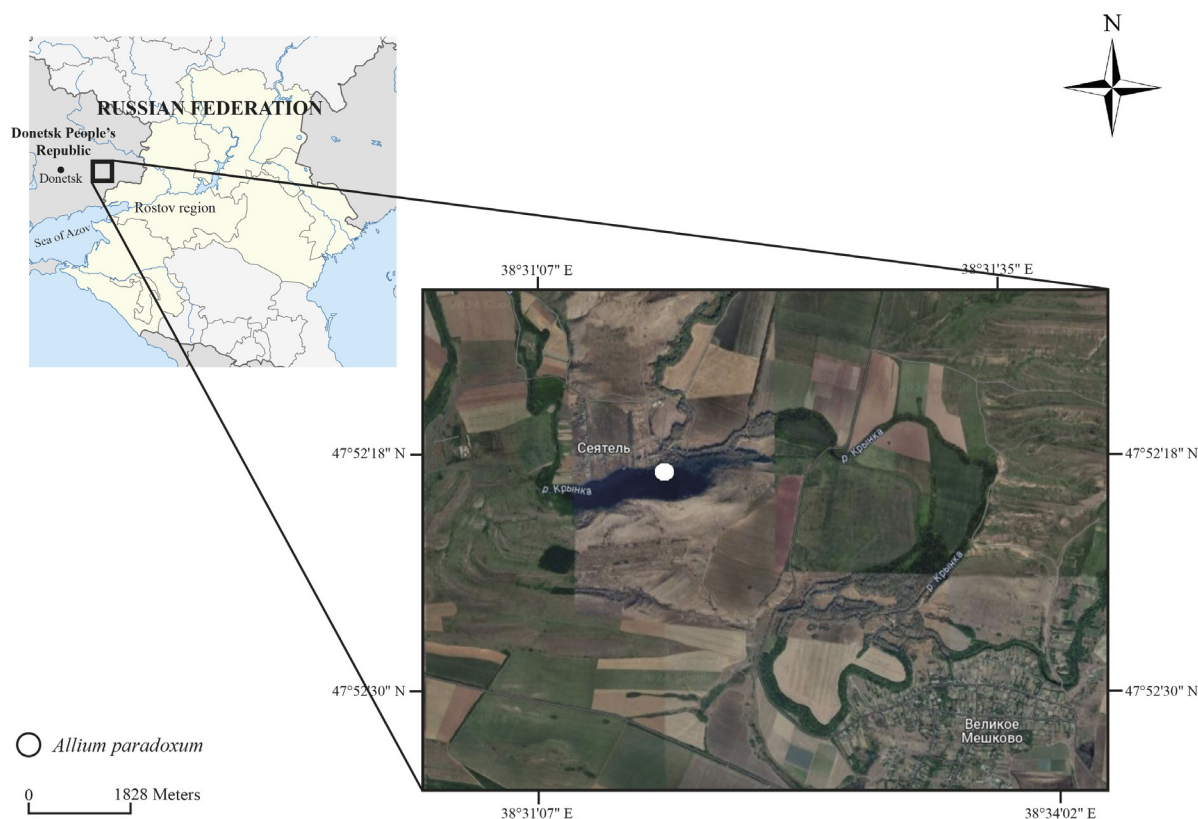 N
RUSSIAN FEDERATION
Donetsk People's
Republic
Donetsk
Rostov region
Sea of Azov
38°31'07" E
38°31'35" E
47°52'18" N
47°52'18" N
Сеятель
р. Крынка
р. Крынка
р. Крынка
47°52'30" N
47°52'30" N
Великое
Мешково
Allium paradoxum
0
1828 Meters
38°31'07" E
38°34'02" E